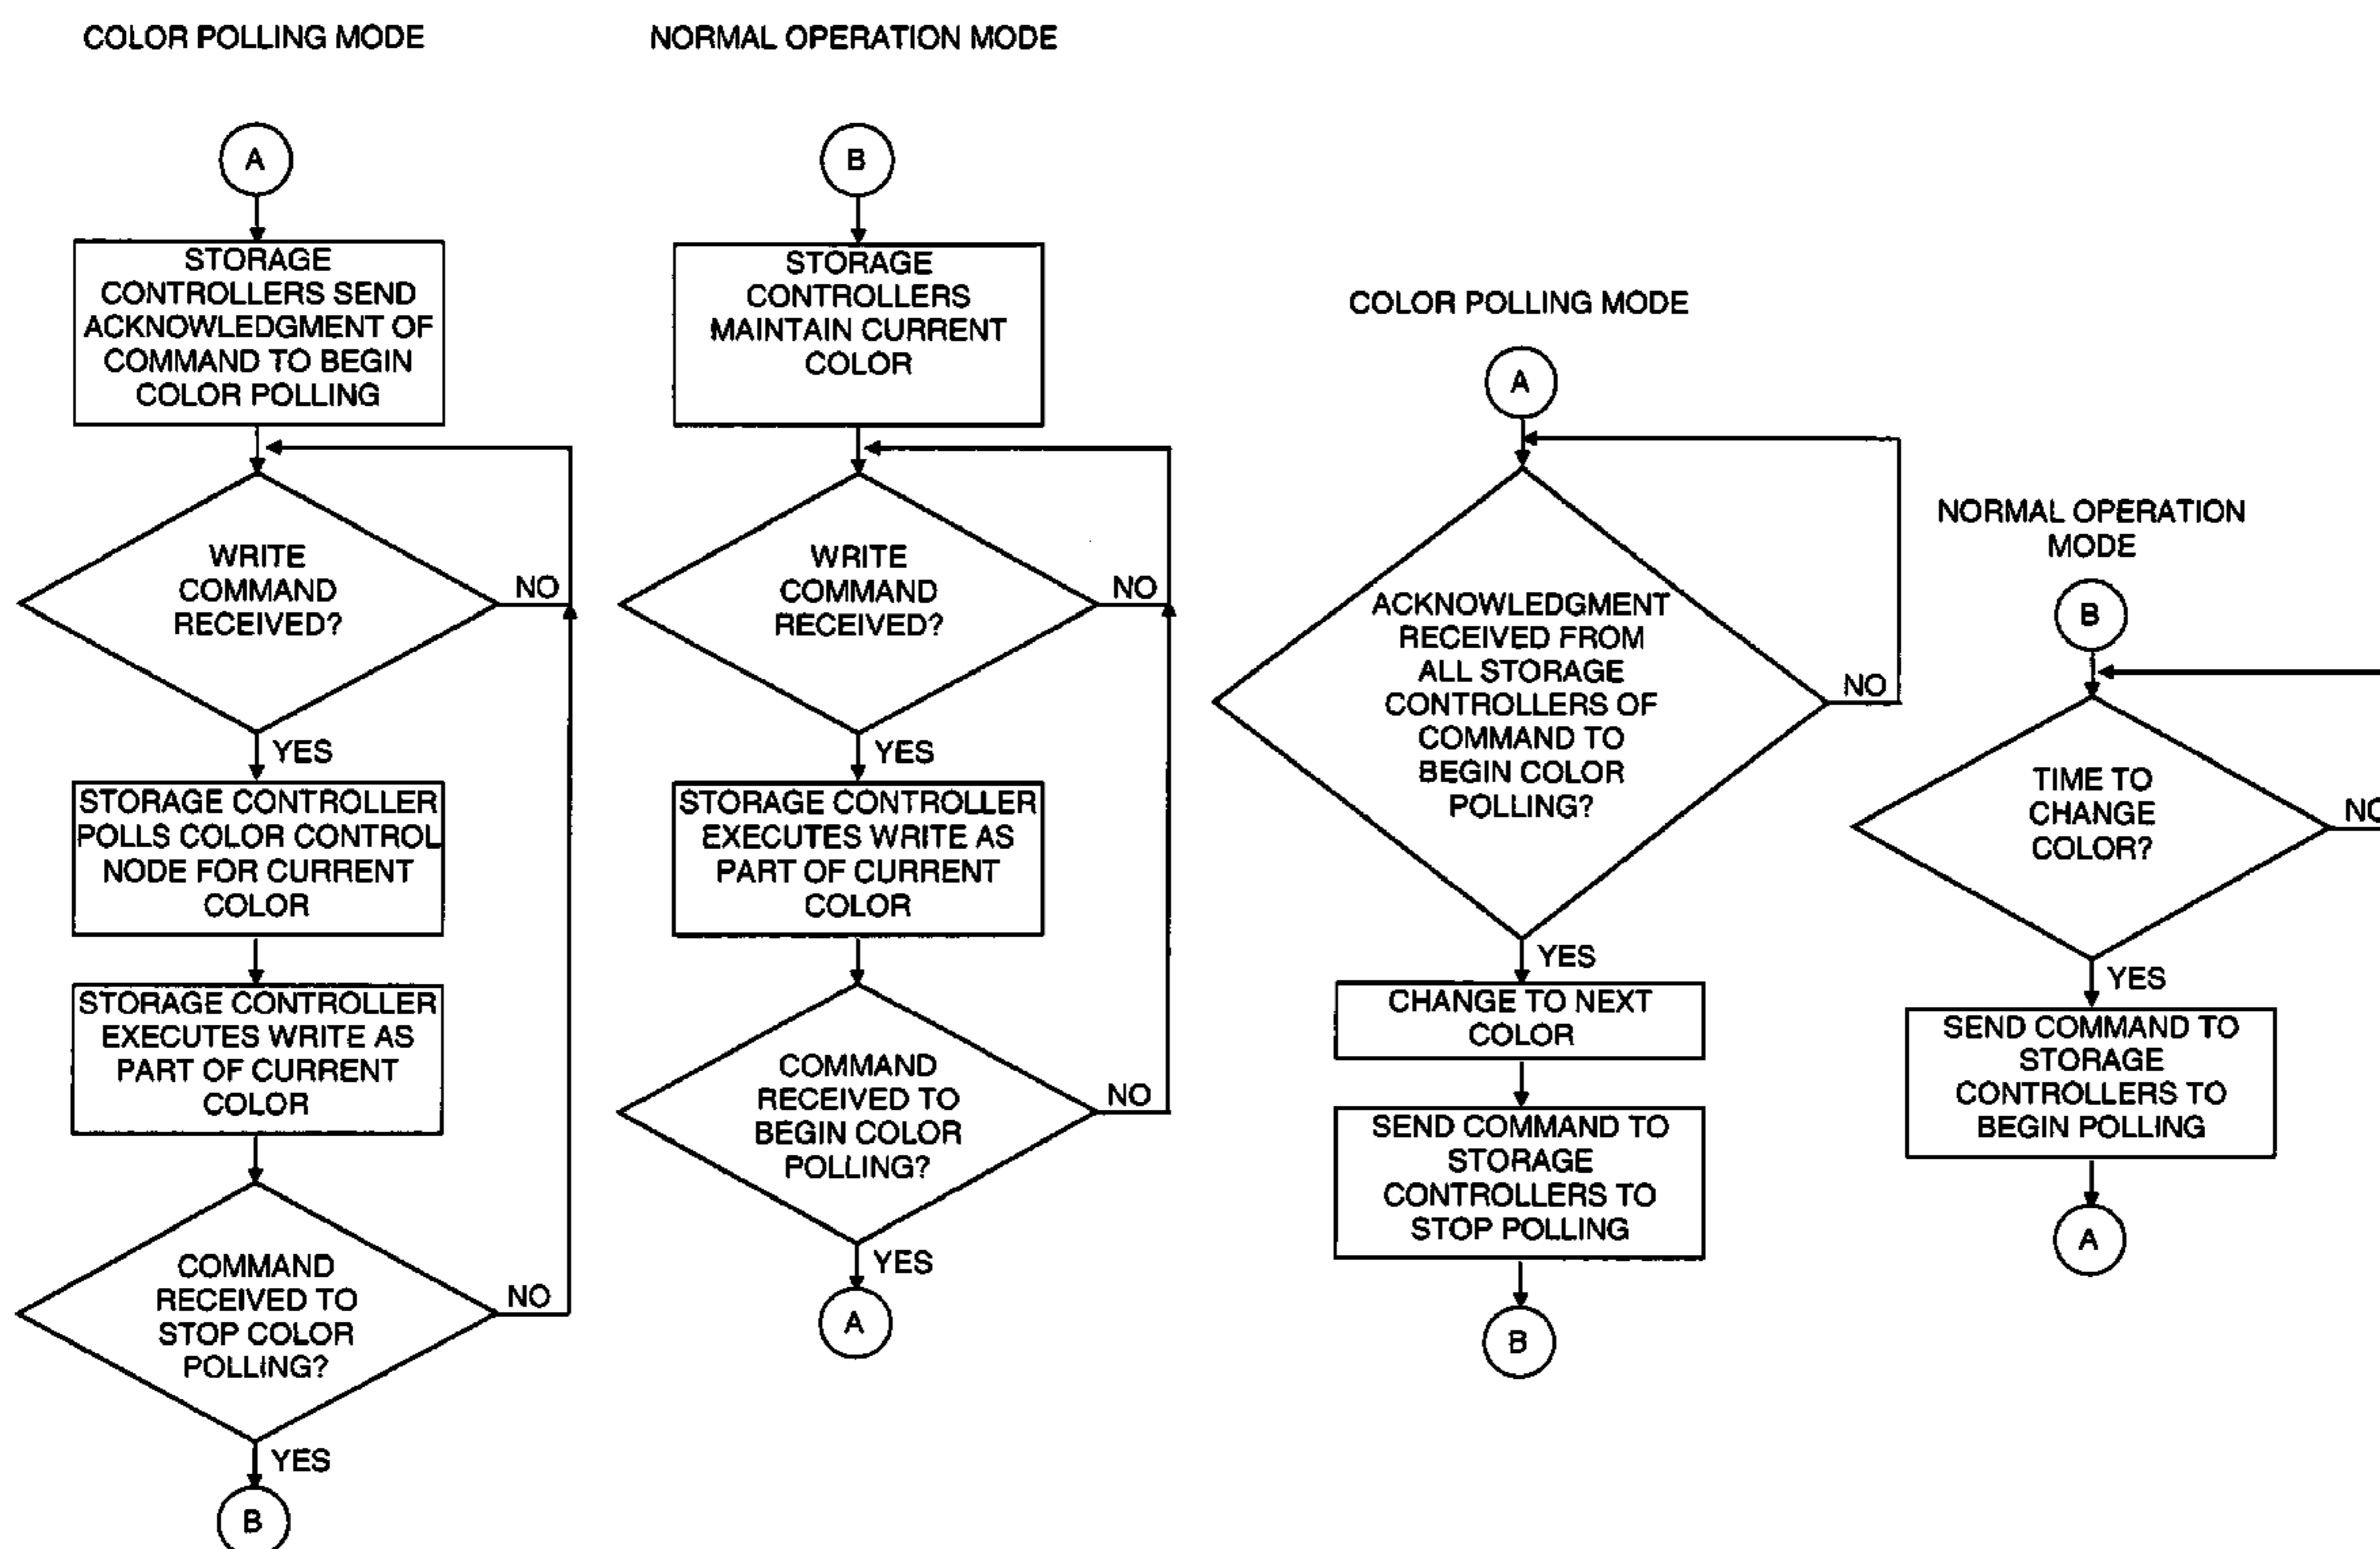 COLOR POLLING MODE
A
STORAGE
CONTROLLERS SEND
ACKNOWLEDGMENT OF
COMMAND TO BEGIN
COLOR POLLING
WRITE
COMMAND
RECEIVED?
NO
YES
STORAGE CONTROLLER
POLLS COLOR CONTROL
NODE FOR CURRENT
COLOR
STORAGE CONTROLLER
EXECUTES WRITE AS
PART OF CURRENT
COLOR
COMMAND
RECEIVED TO
STOP COLOR
POLLING?
NO
YES
B
NORMAL OPERATION MODE
B
STORAGE
CONTROLLERS
MAINTAIN CURRENT
COLOR
WRITE
COMMAND
RECEIVED?
NO
YES
STORAGE CONTROLLER
EXECUTES WRITE AS
PART OF CURRENT
COLOR
COMMAND
RECEIVED TO
BEGIN COLOR
POLLING?
NO
YES
A
COLOR POLLING MODE
A
ACKNOWLEDGMENT
RECEIVED FROM
ALL STORAGE
CONTROLLERS OF
COMMAND TO
BEGIN COLOR
POLLING?
NO
YES
CHANGE TO NEXT
COLOR
SEND COMMAND TO
STORAGE
CONTROLLERS TO
STOP POLLING
B
NORMAL OPERATION
MODE
B
TIME TO
CHANGE
COLOR?
NO
YES
SEND COMMAND TO
STORAGE
CONTROLLERS TO
BEGIN POLLING
A